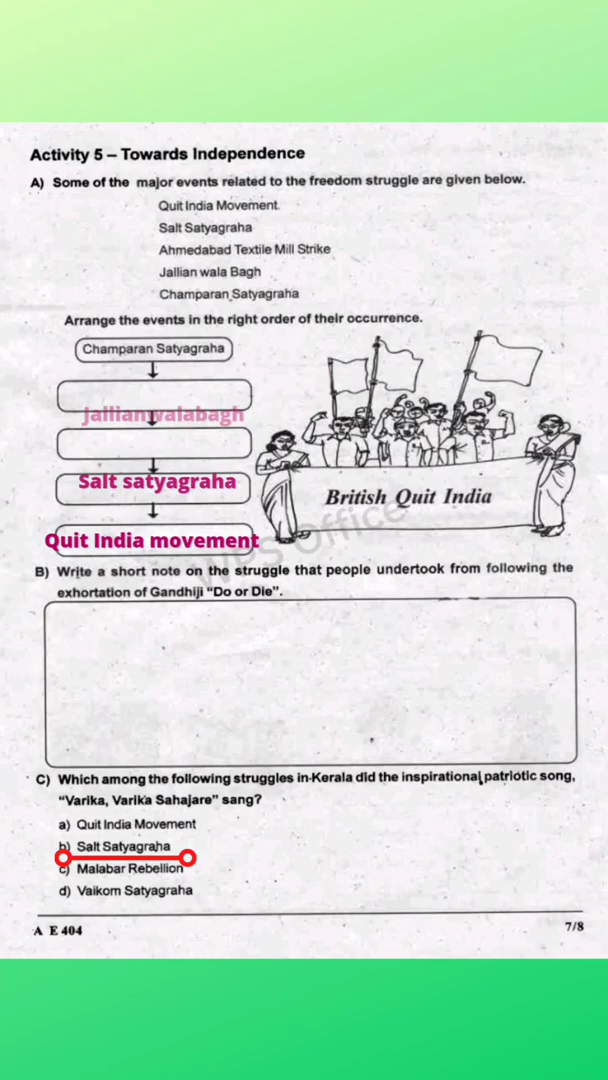 Activity 5 – Towards Independence
A) Some of the major events related to the freedom struggle are given below.
Quit India Movement
Salt Satyagraha
Ahmedabad Textile Mill Strike
Jallian wala Bagh
Champaran Satyagraha
Arrange the events in the right order of their occurrence.
Champaran Satyagraha
jallianwalabagh
Salt satyagraha
British Quit India
Quit India movement
WPS Office
B) Write a short note on the struggle that people undertook from following the
exhortation of Gandhiji "Do or Die".
C) Which among the following struggles in Kerala did the inspirational patriotic song,
"Varika, Varika Sahajare" sang?
a) Quit India Movement
b) Salt Satyagraha
c) Malabar Rebellion
d) Vaikom Satyagraha
A E 404
7/8